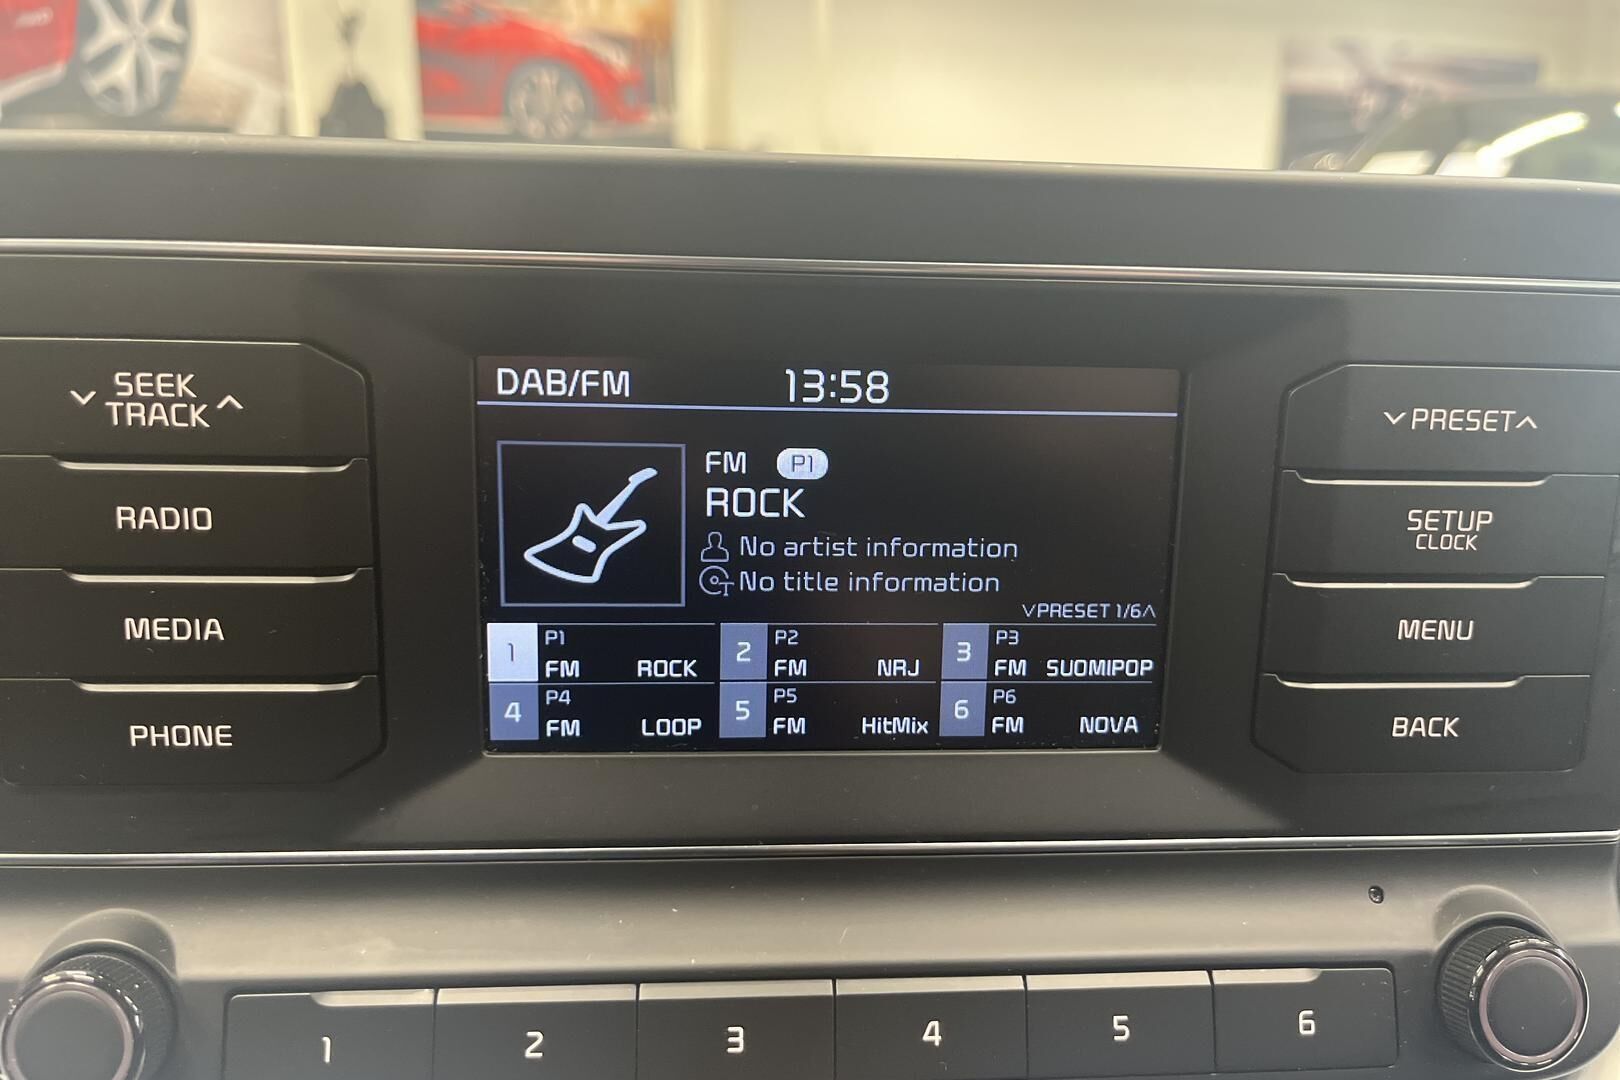 SEEK
TRACK
RADIO
MEDIA
PHONE
DAB/FM 13:58
FM P1
ROCK
No artist information
No title information
PRESET 1/6
1 P1 FM ROCK
2 P2 FM NRJ
3 P3 FM SUOMIPOP
4 P4 FM LOOP
5 P5 FM HitMix
6 P6 FM NOVA
PRESET
SETUP
CLOCK
MENU
BACK
1 2 3 4 5 6